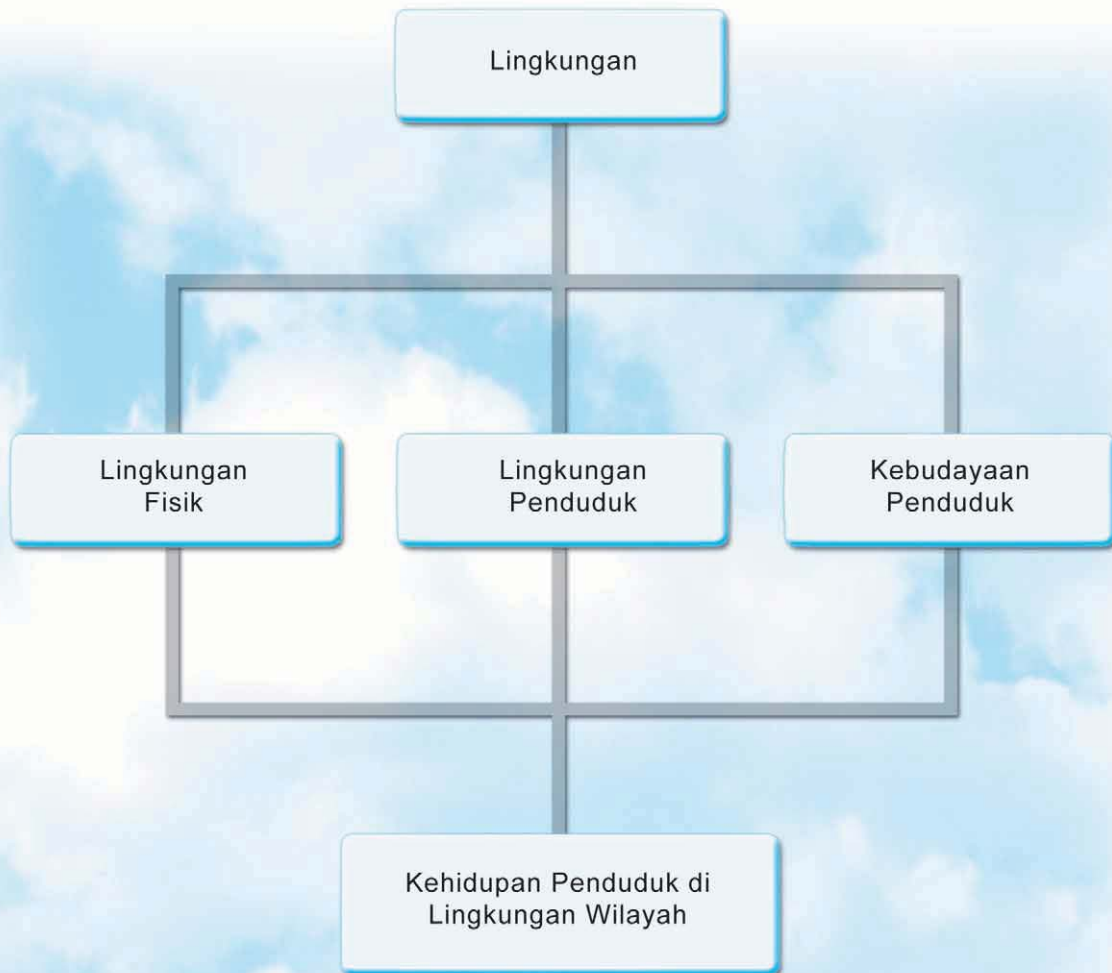 Lingkungan
Lingkungan
Fisik
Lingkungan
Penduduk
Kebudayaan
Penduduk
Kehidupan Penduduk di
Lingkungan Wilayah